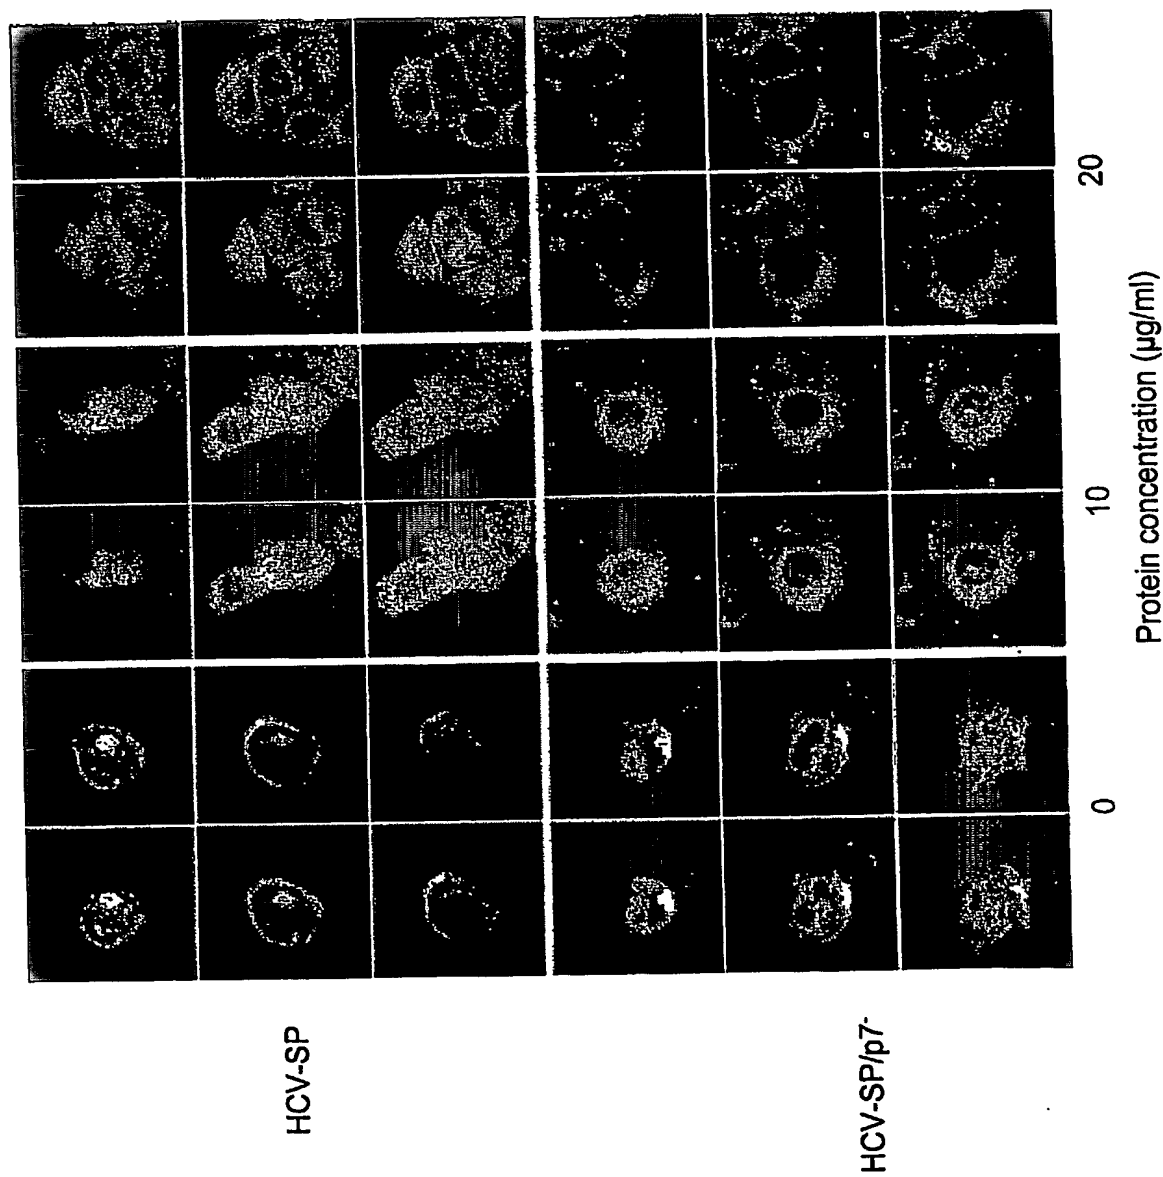 HCV-SP
HCV-SP/p7-
0
10
20
Protein concentration (µg/ml)